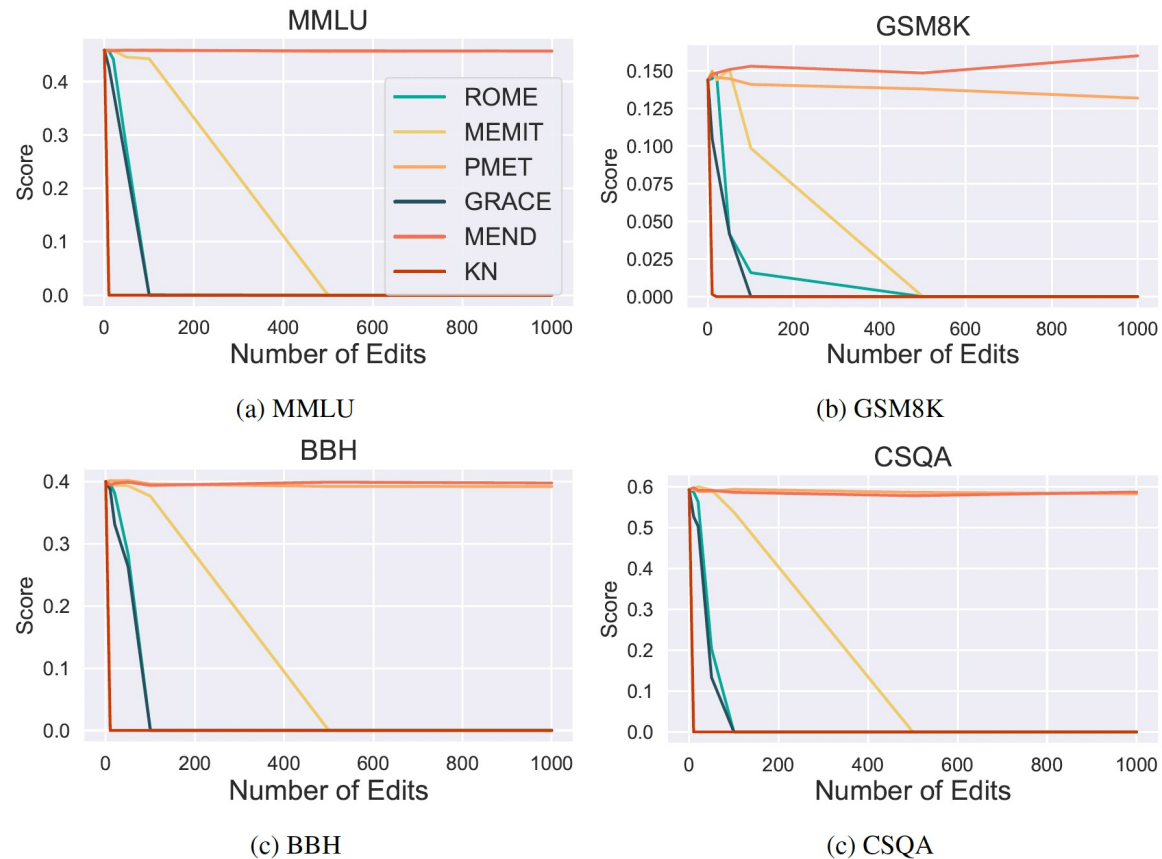 MMLU
0.4
0.3
0.2
0.1
0.0
Score
0 200 400 600 800 1000
Number of Edits
ROME
MEMIT
PMET
GRACE
MEND
KN
(a) MMLU
GSM8K
0.150
0.125
0.100
0.075
0.050
0.025
0.000
Score
0 200 400 600 800 1000
Number of Edits
(b) GSM8K
BBH
0.4
0.3
0.2
0.1
0.0
Score
0 200 400 600 800 1000
Number of Edits
(c) BBH
CSQA
0.6
0.5
0.4
0.3
0.2
0.1
0.0
Score
0 200 400 600 800 1000
Number of Edits
(c) CSQA